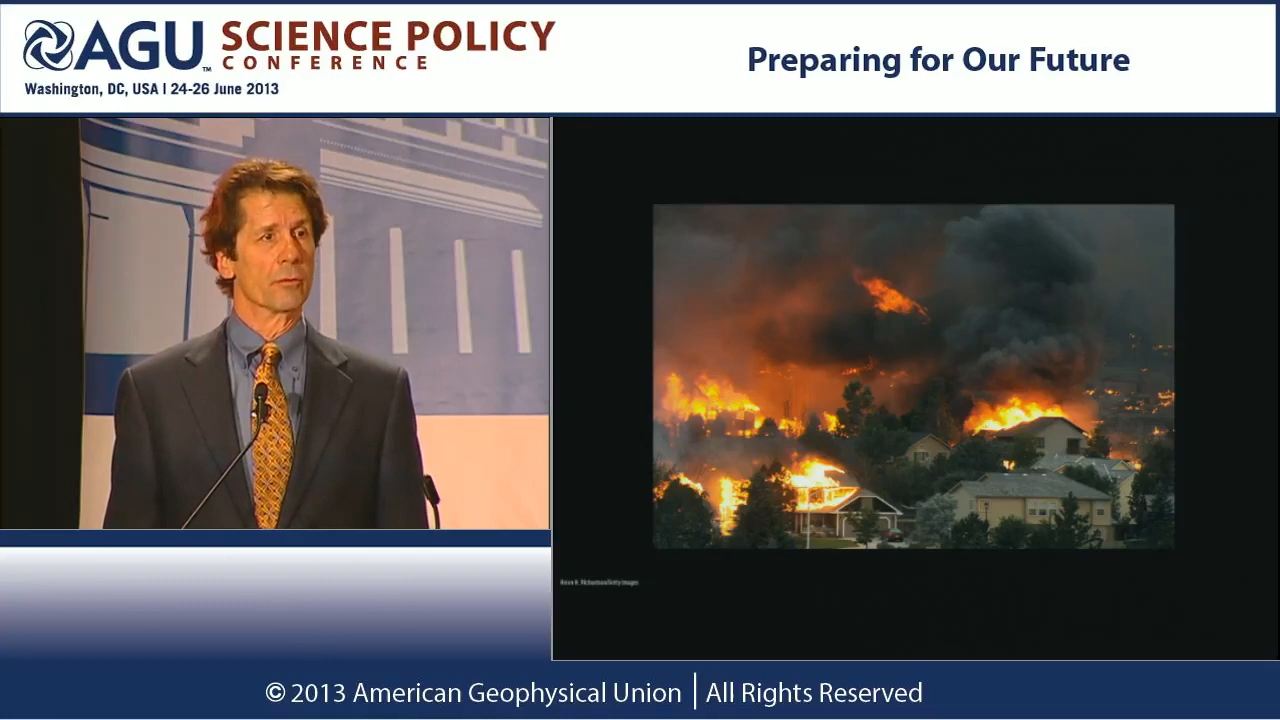 AGU
SCIENCE POLICY
CONFERENCE
Washington, DC, USA | 24-26 June 2013
Preparing for Our Future
© 2013 American Geophysical Union | All Rights Reserved